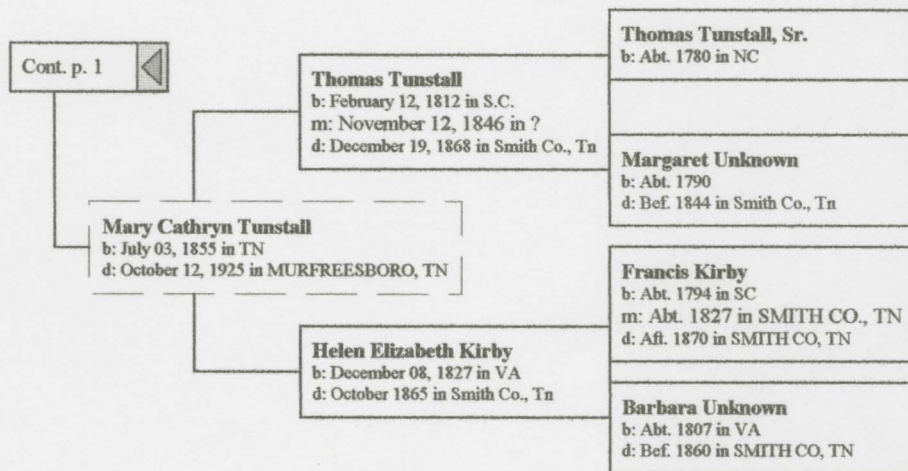 Cont. p. 1
Thomas Tunstall, Sr.
b: Abt. 1780 in NC
Thomas Tunstall
b: February 12, 1812 in S.C.
m: November 12, 1846 in ?
d: December 19, 1868 in Smith Co., Tn
Margaret Unknown
b: Abt. 1790
d: Bef. 1844 in Smith Co., Tn
Mary Cathryn Tunstall
b: July 03, 1855 in TN
d: October 12, 1925 in MURFREESBORO, TN
Francis Kirby
b: Abt. 1794 in SC
m: Abt. 1827 in SMITH CO., TN
d: Aft. 1870 in SMITH CO, TN
Helen Elizabeth Kirby
b: December 08, 1827 in VA
d: October 1865 in Smith Co., Tn
Barbara Unknown
b: Abt. 1807 in VA
d: Bef. 1860 in SMITH CO, TN